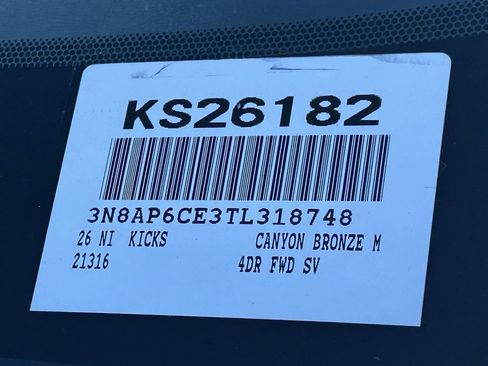 KS26182
3N8AP6CE3TL318748
26 NI KICKS CANYON BRONZE M
21316 4DR FWD SV